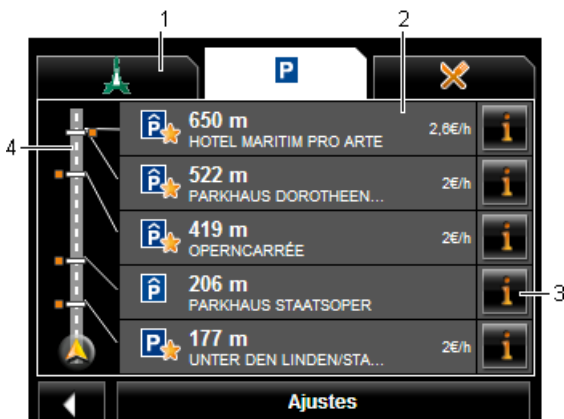 1
2
P
P
650 m
HOTEL MARITIM PRO ARTE
2,6€/h
i
4
P
522 m
PARKHAUS DOROTHEEN...
2€/h
i
P
419 m
OPERNCARRÉE
2€/h
i
P
206 m
PARKHAUS STAATSOPER
i
3
P
177 m
UNTER DEN LINDEN/STA...
2€/h
i
Ajustes